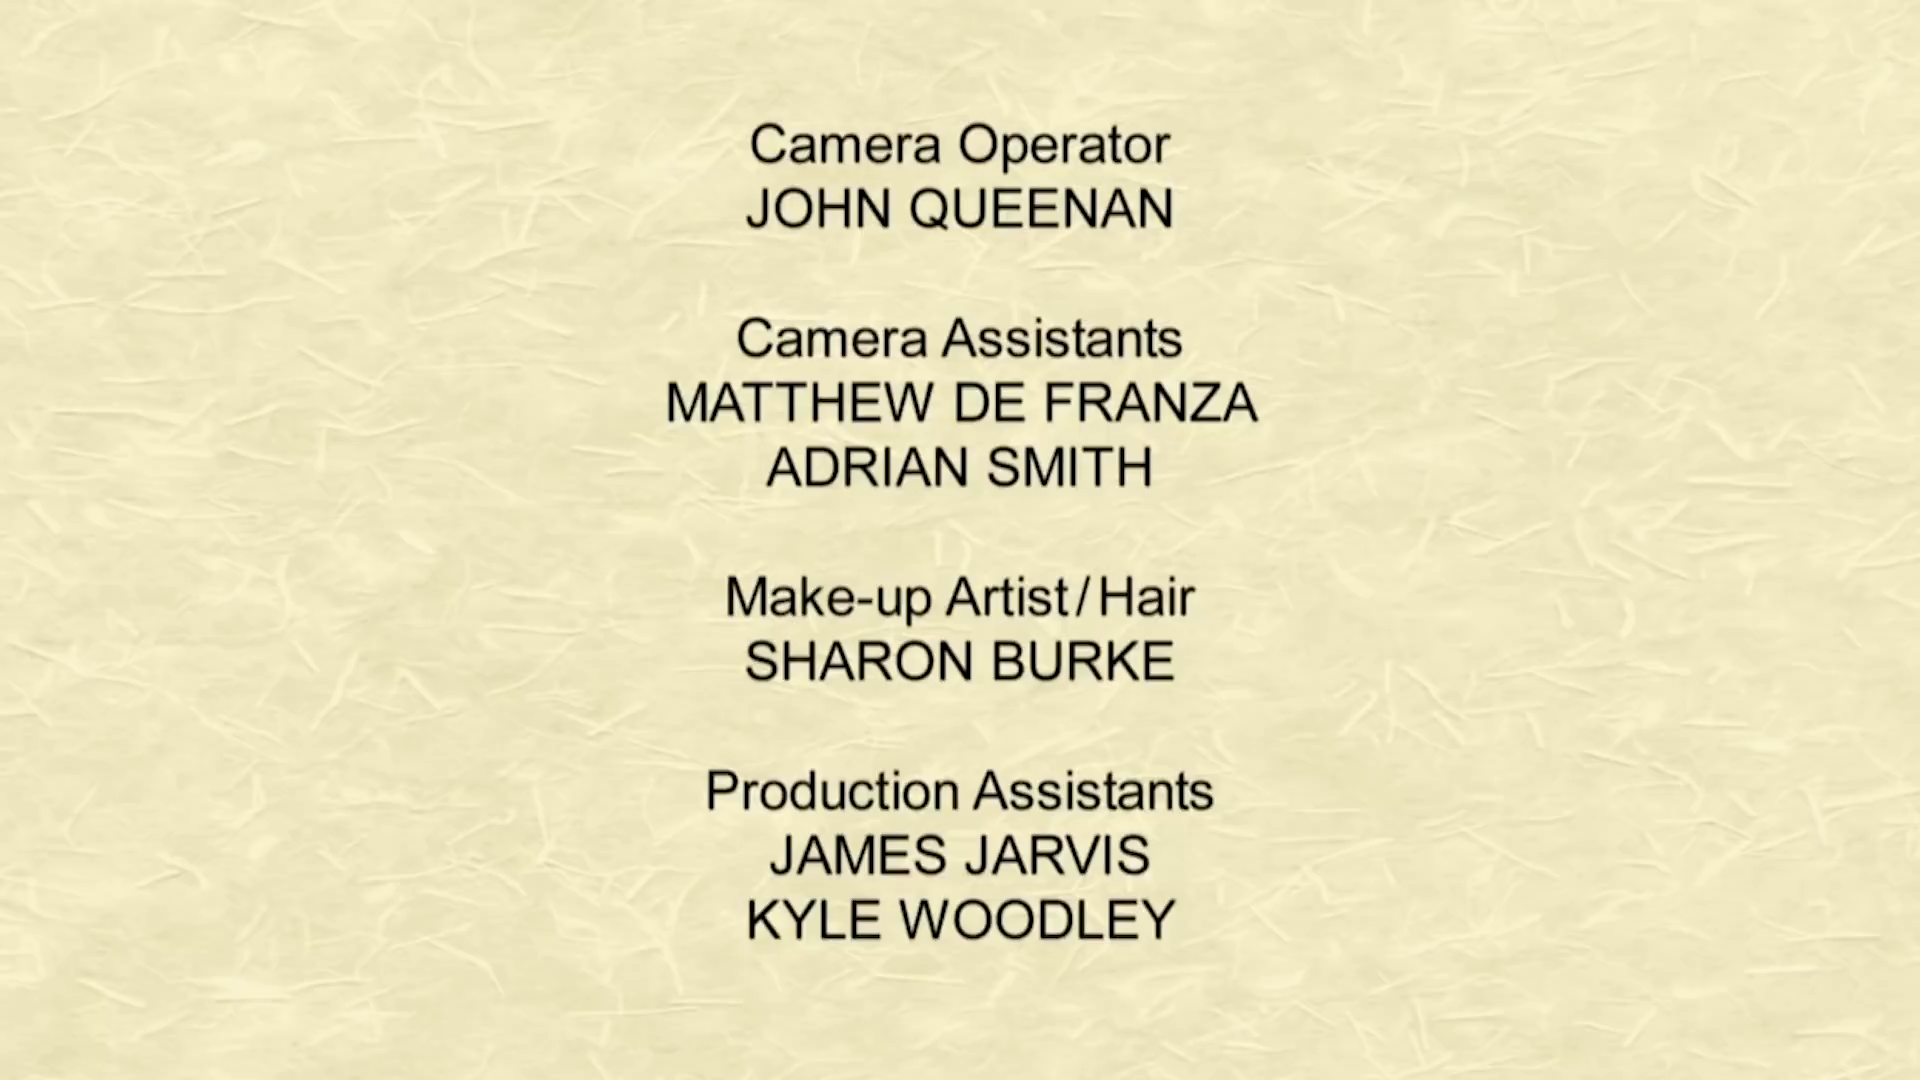 Camera Operator
JOHN QUEENAN
Camera Assistants
MATTHEW DE FRANZA
ADRIAN SMITH
Make-up Artist/Hair
SHARON BURKE
Production Assistants
JAMES JARVIS
KYLE WOODLEY